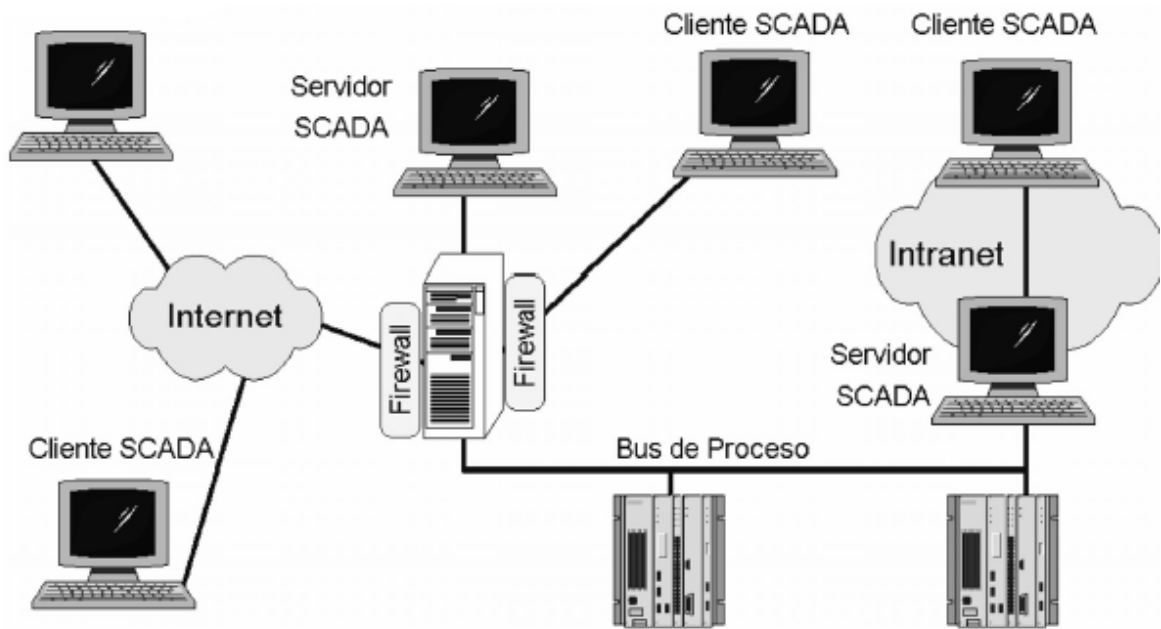 Cliente SCADA
Cliente SCADA
Servidor
SCADA
Internet
Firewall
Firewall
Intranet
Servidor
SCADA
Cliente SCADA
Bus de Proceso